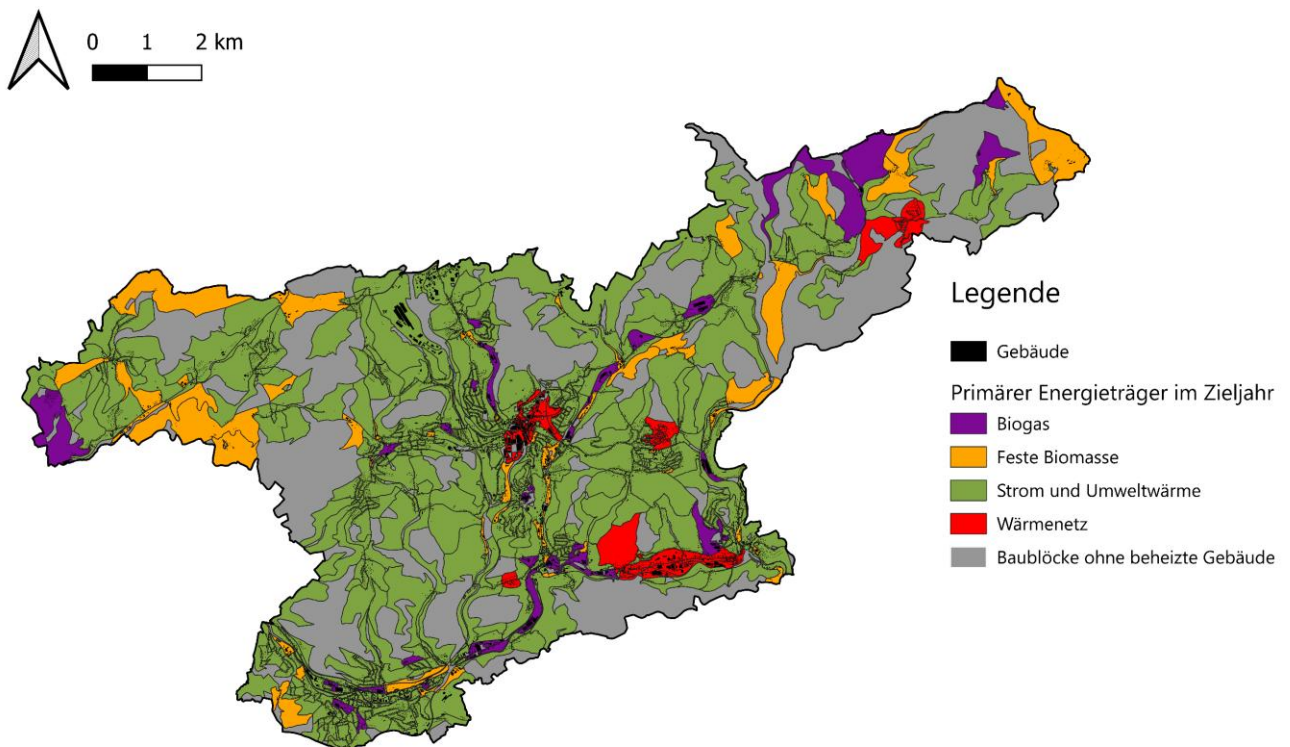 0 1 2 km
Legende
Gebäude
Primärer Energieträger im Zieljahr
Biogas
Feste Biomasse
Strom und Umweltwärme
Wärmenetz
Baublöcke ohne beheizte Gebäude